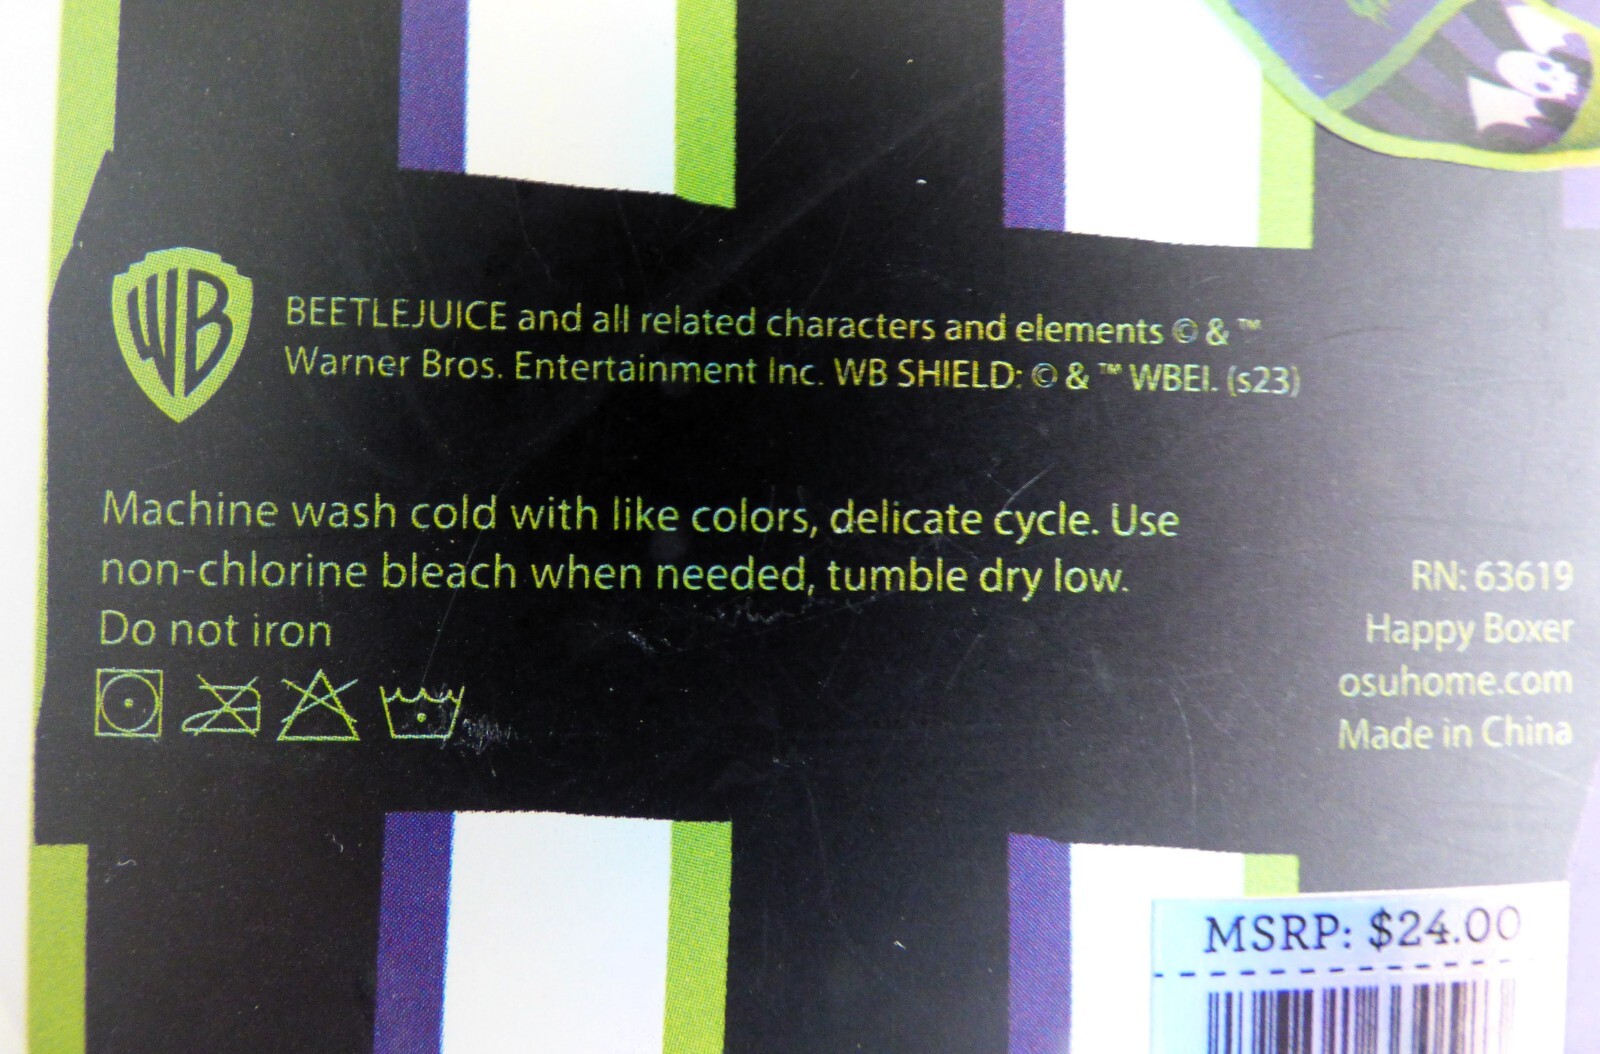 WB
BEETLEJUICE and all related characters and elements © & ™
Warner Bros. Entertainment Inc. WB SHIELD: © & ™ WBEI. (s23)
Machine wash cold with like colors, delicate cycle. Use
non-chlorine bleach when needed, tumble dry low.
Do not iron
RN: 63619
Happy Boxer
osuhome.com
Made in China
MSRP: $24.00